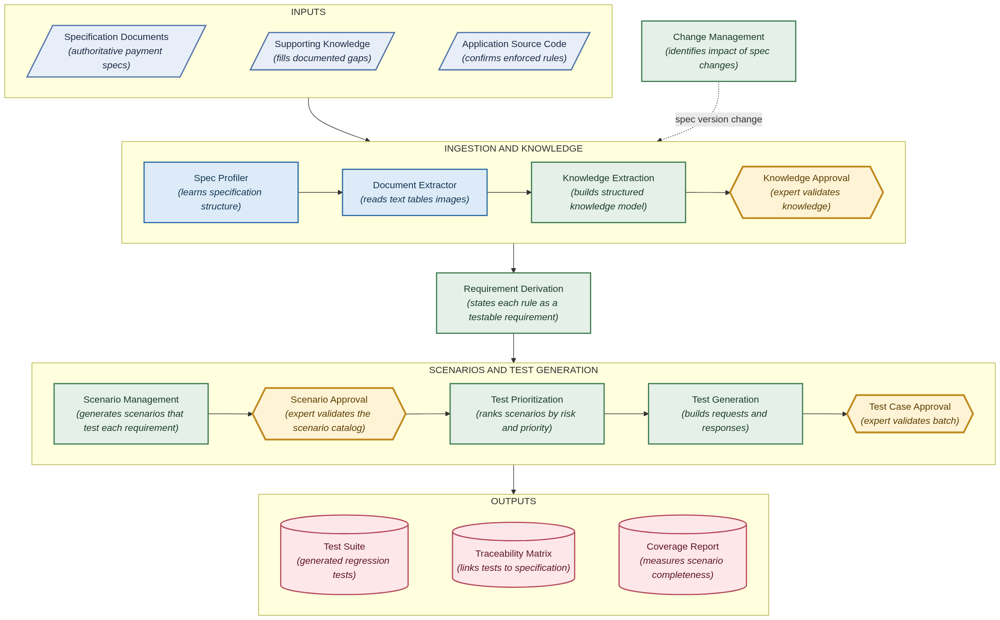 INPUTS
Specification Documents
(authoritative payment
specs)
Supporting Knowledge
(fills documented gaps)
Application Source Code
(confirms enforced rules)
Change Management
(identifies impact of spec
changes)
spec version change
INGESTION AND KNOWLEDGE
Spec Profiler
(learns specification
structure)
Document Extractor
(reads text tables images)
Knowledge Extraction
(builds structured
knowledge model)
Knowledge Approval
(expert validates
knowledge)
Requirement Derivation
(states each rule as a
testable requirement)
SCENARIOS AND TEST GENERATION
Scenario Management
(generates scenarios that
test each requirement)
Scenario Approval
(expert validates the
scenario catalog)
Test Prioritization
(ranks scenarios by risk
and priority)
Test Generation
(builds requests and
responses)
Test Case Approval
(expert validates batch)
OUTPUTS
Test Suite
(generated regression
tests)
Traceability Matrix
(links tests to specification)
Coverage Report
(measures scenario
completeness)